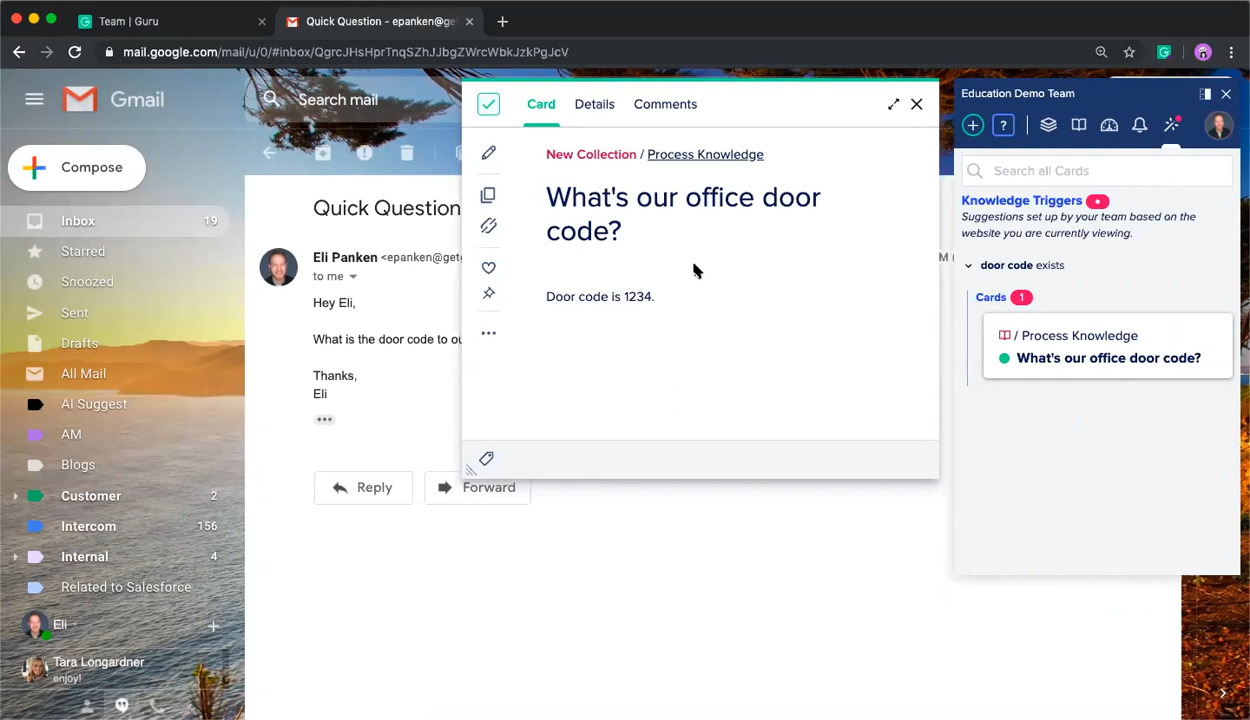 Team | Guru
Quick Question - epanken@ge
mail.google.com/mail/u/0/#inbox/QgrcJHsHprTnqSZhJJbgZWrcWbKJzkPgJcV
Gmail
Search mail
Compose
Inbox 19
Starred
Snoozed
Sent
Drafts
All Mail
AI Suggest
AM
Blogs
Customer 2
Intercom 156
Internal 4
Related to Salesforce
Eli
Tara Longardner
enjoy!
Quick Question
Eli Panken <epanken@get
to me
Hey Eli,
What is the door code to ou
Thanks,
Eli
Reply
Forward
Card Details Comments
New Collection / Process Knowledge
What's our office door
code?
Door code is 1234.
M (
Education Demo Team
?
Search all Cards
Knowledge Triggers
Suggestions set up by your team based on the
website you are currently viewing.
door code exists
Cards 1
/ Process Knowledge
What's our office door code?